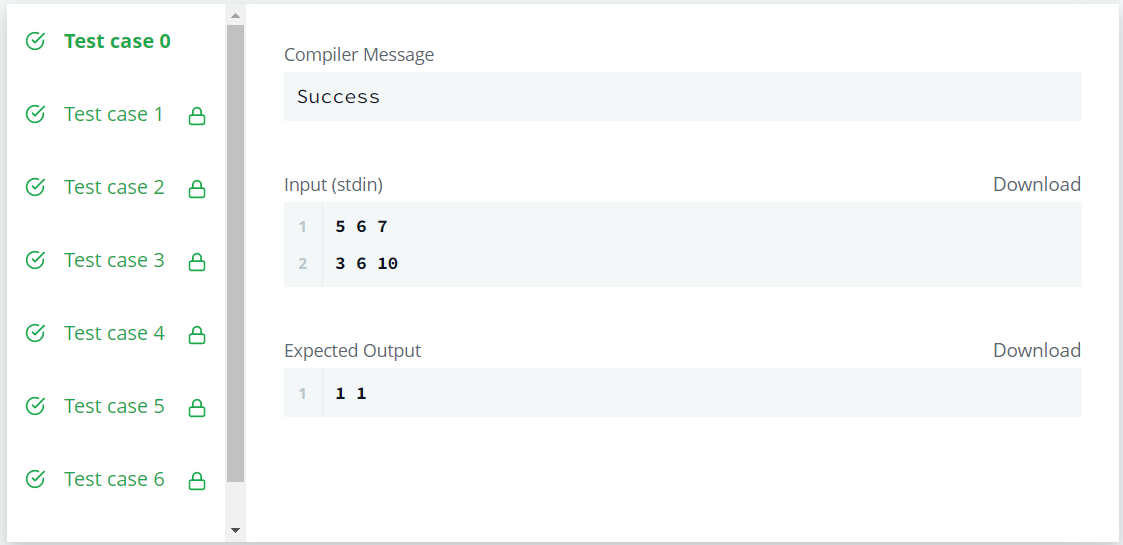 Test case 0
Test case 1
Test case 2
Test case 3
Test case 4
Test case 5
Test case 6
Compiler Message
Success
Input (stdin) Download
1 5 6 7
2 3 6 10
Expected Output Download
1 1 1